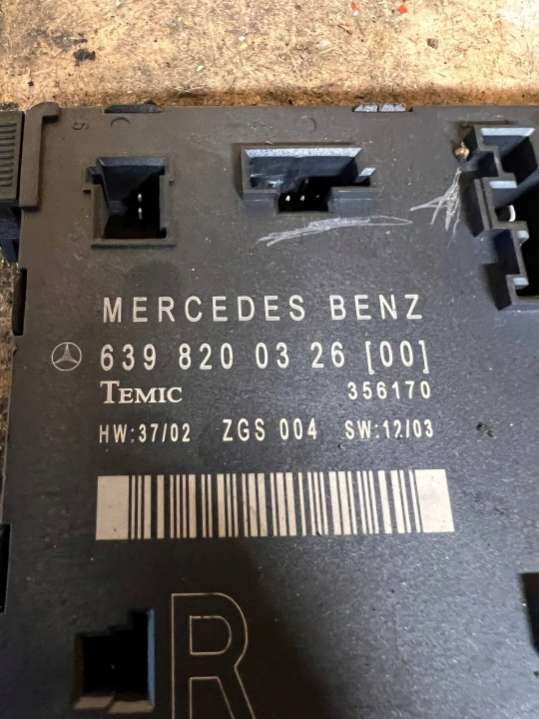 MERCEDES BENZ
639 820 03 26 [00]
TEMIC 356170
HW:37/02 ZGS 004 SW:12/03
R